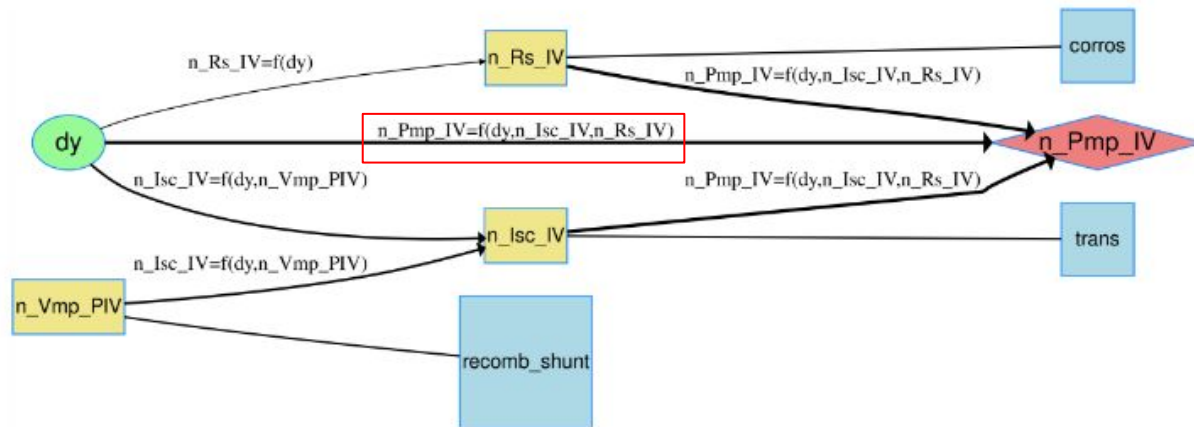 n_Rs_IV=f(dy)
n_Rs_IV
corros
n_Pmp_IV=f(dy,n_Isc_IV,n_Rs_IV)
n_Pmp_IV=f(dy,n_Isc_IV,n_Rs_IV)
dy
n_Pmp_IV
n_Isc_IV=f(dy,n_Vmp_PIV)
n_Pmp_IV=f(dy,n_Isc_IV,n_Rs_IV)
n_Isc_IV
trans
n_Isc_IV=f(dy,n_Vmp_PIV)
n_Vmp_PIV
recomb_shunt